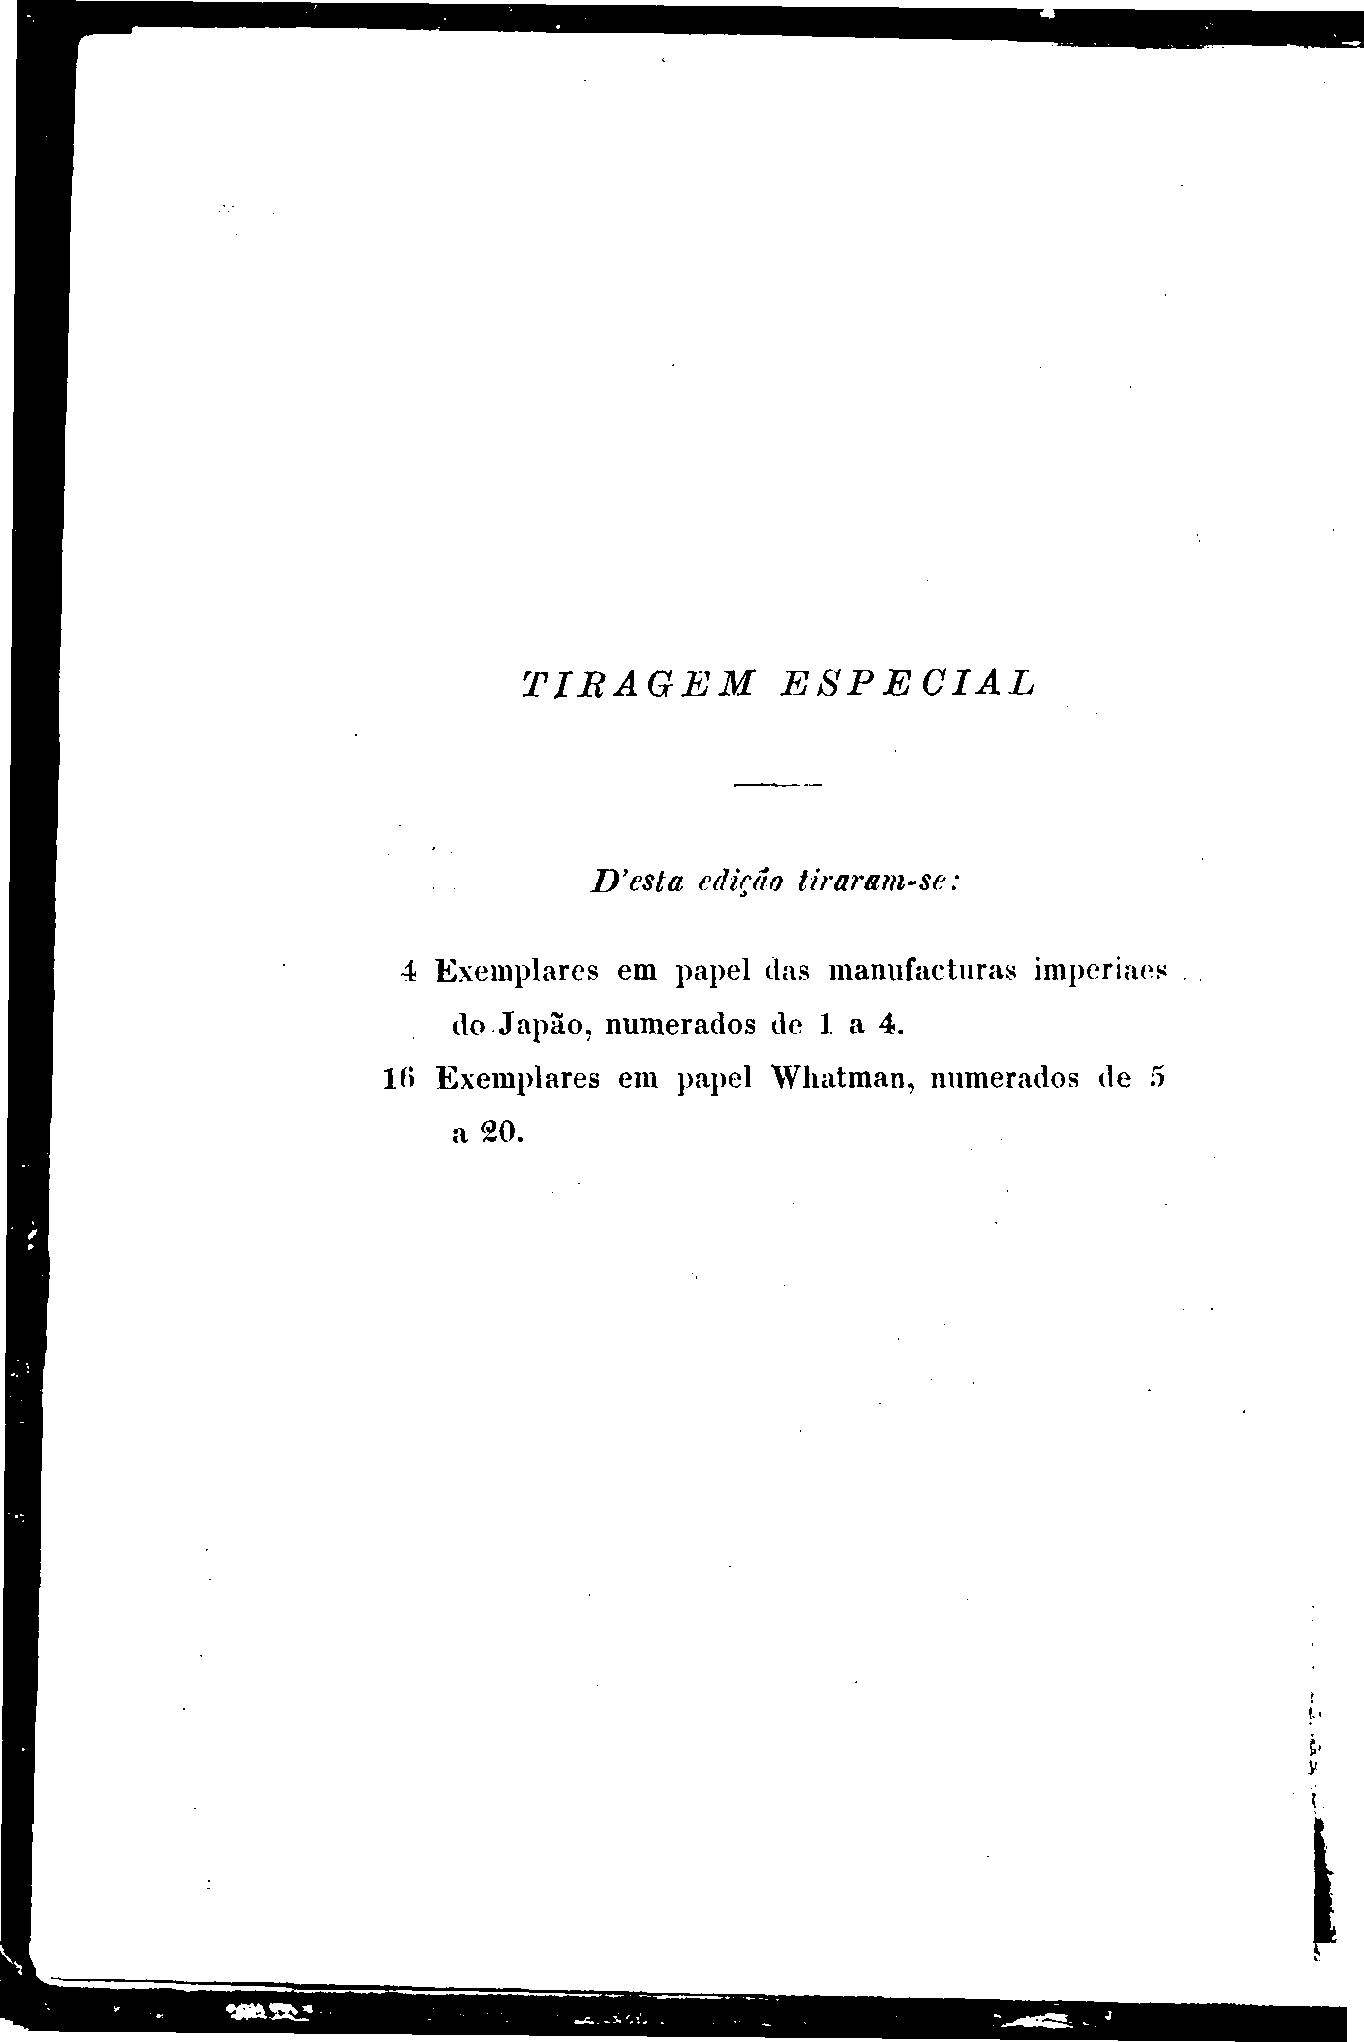 TIRAGEM ESPECIAL
D'esta edição tiraram-se:
4 Exemplares em papel das manufacturas imperiaes
do Japão, numerados de 1 a 4.
16 Exemplares em papel Whatman, numerados de 5
a 20.